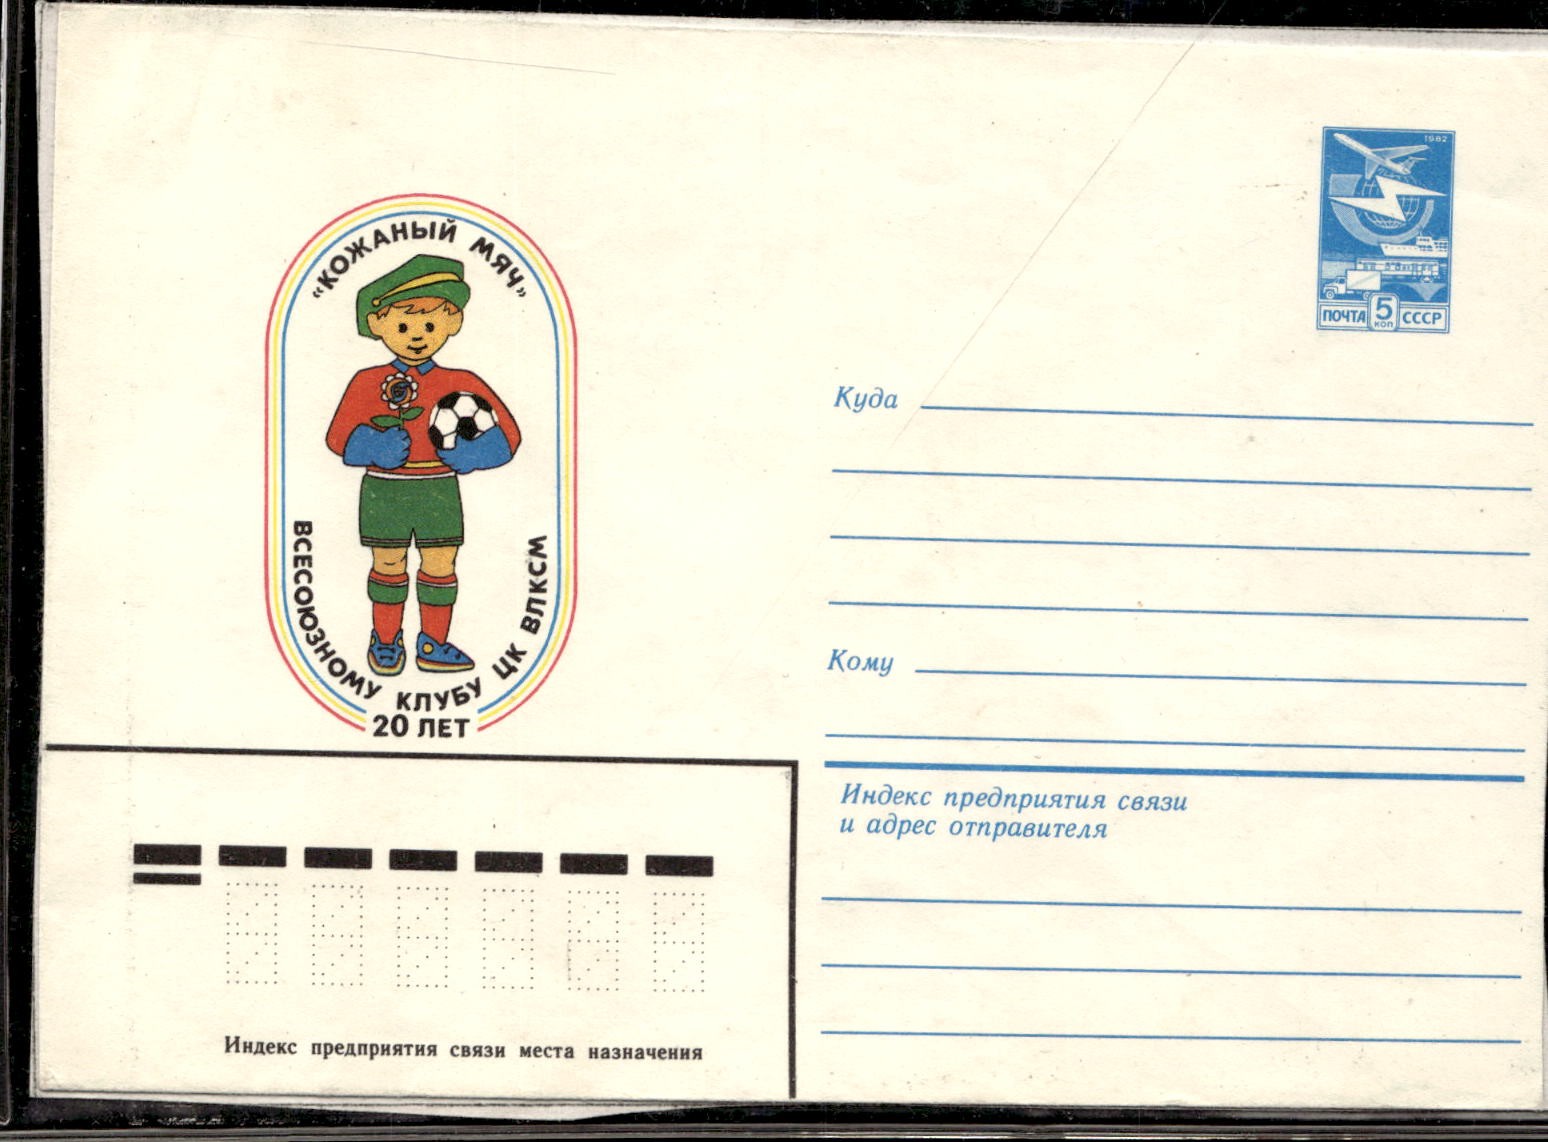 «КОЖАНЫЙ МЯЧ»
ВСЕСОЮЗНОМУ КЛУБУ ЦК ВЛКСМ
20 ЛЕТ
1982
ПОЧТА 5 КОП СССР
Куда
Кому
Индекс предприятия связи
и адрес отправителя
Индекс предприятия связи места назначения